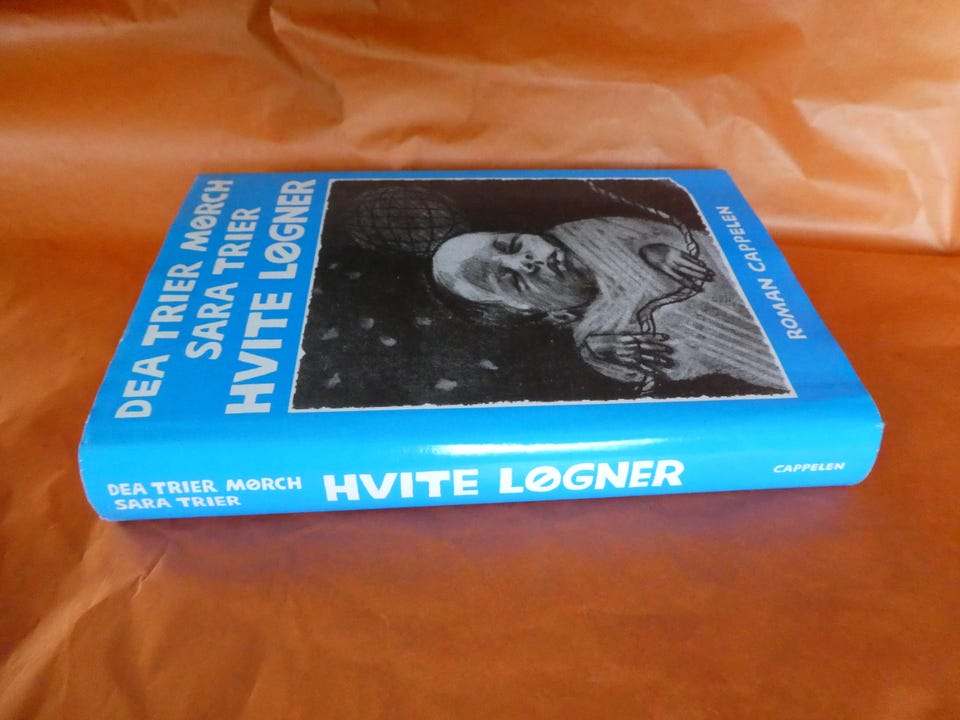 DEA TRIER MØRCH
SARA TRIER
HVITE LØGNER
ROMAN CAPPELEN
DEA TRIER MØRCH
SARA TRIER
HVITE LØGNER
CAPPELEN